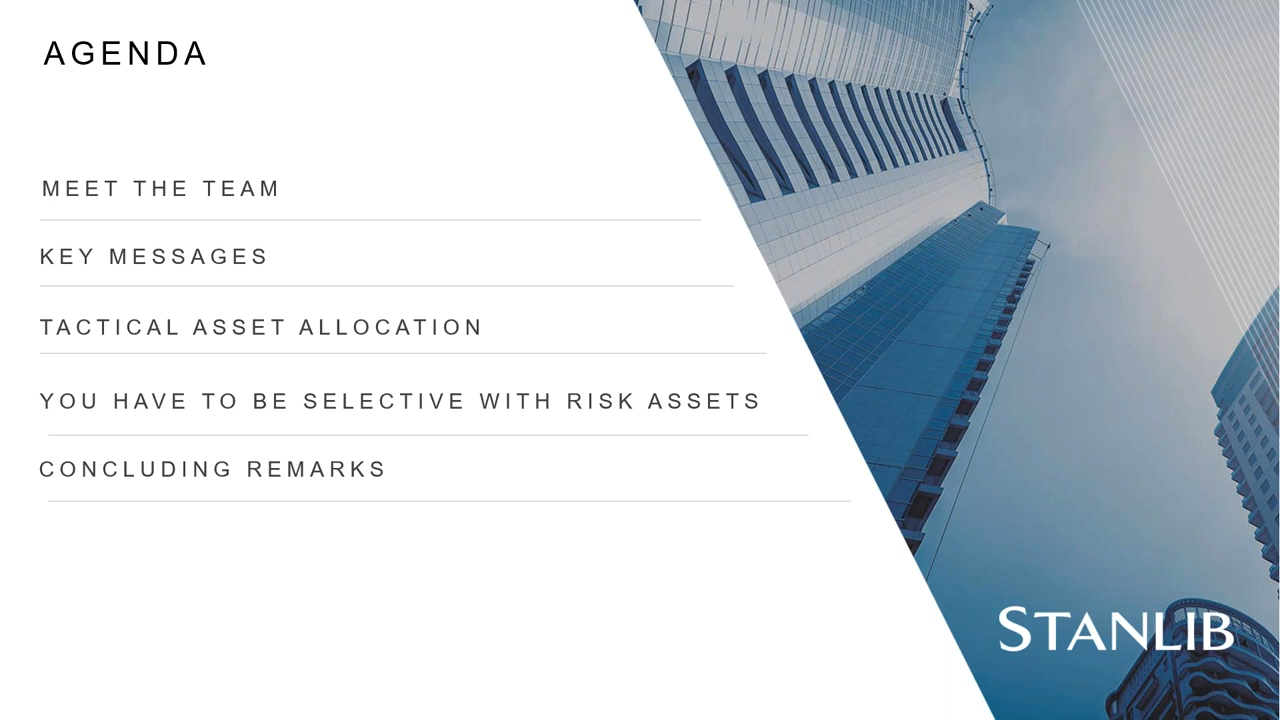 AGENDA
MEET THE TEAM
KEY MESSAGES
TACTICAL ASSET ALLOCATION
YOU HAVE TO BE SELECTIVE WITH RISK ASSETS
CONCLUDING REMARKS
STANLIB